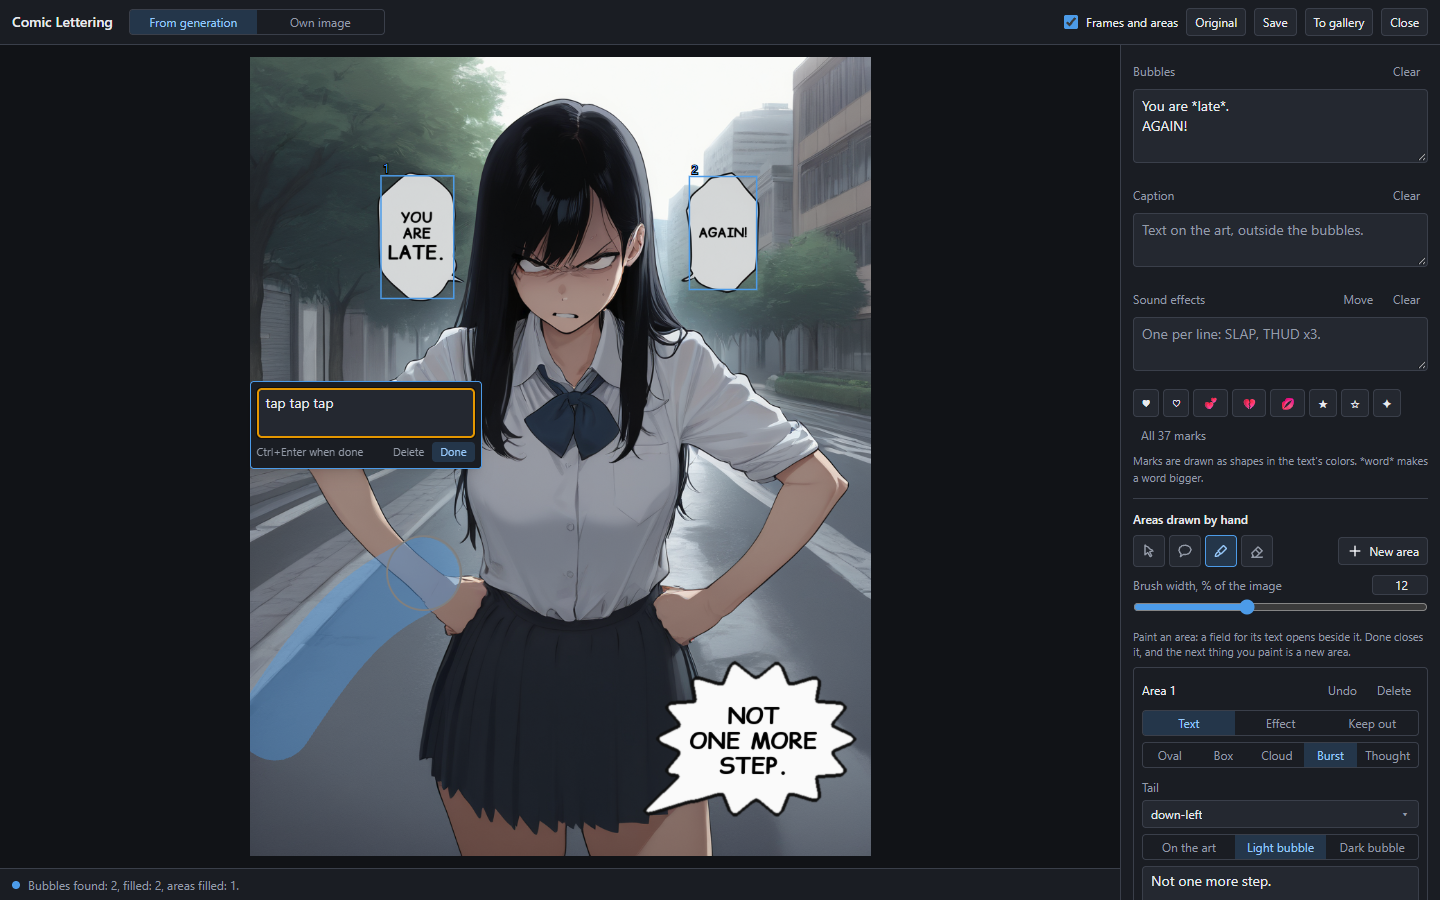 Comic Lettering
From generation
Own image
Frames and areas
Original
Save
To gallery
Close
1
YOU
ARE
LATE.
2
AGAIN!
tap tap tap
Ctrl+Enter when done
Delete
Done
NOT
ONE MORE
STEP.
Bubbles found: 2, filled: 2, areas filled: 1.
Bubbles
Clear
You are *late*.
AGAIN!
Caption
Clear
Text on the art, outside the bubbles.
Sound effects
Move
Clear
One per line: SLAP, THUD x3.
All 37 marks
Marks are drawn as shapes in the text's colors. *word* makes
a word bigger.
Areas drawn by hand
New area
Brush width, % of the image
12
Paint an area: a field for its text opens beside it. Done closes
it, and the next thing you paint is a new area.
Area 1
Undo
Delete
Text
Effect
Keep out
Oval
Box
Cloud
Burst
Thought
Tail
down-left
On the art
Light bubble
Dark bubble
Not one more step.